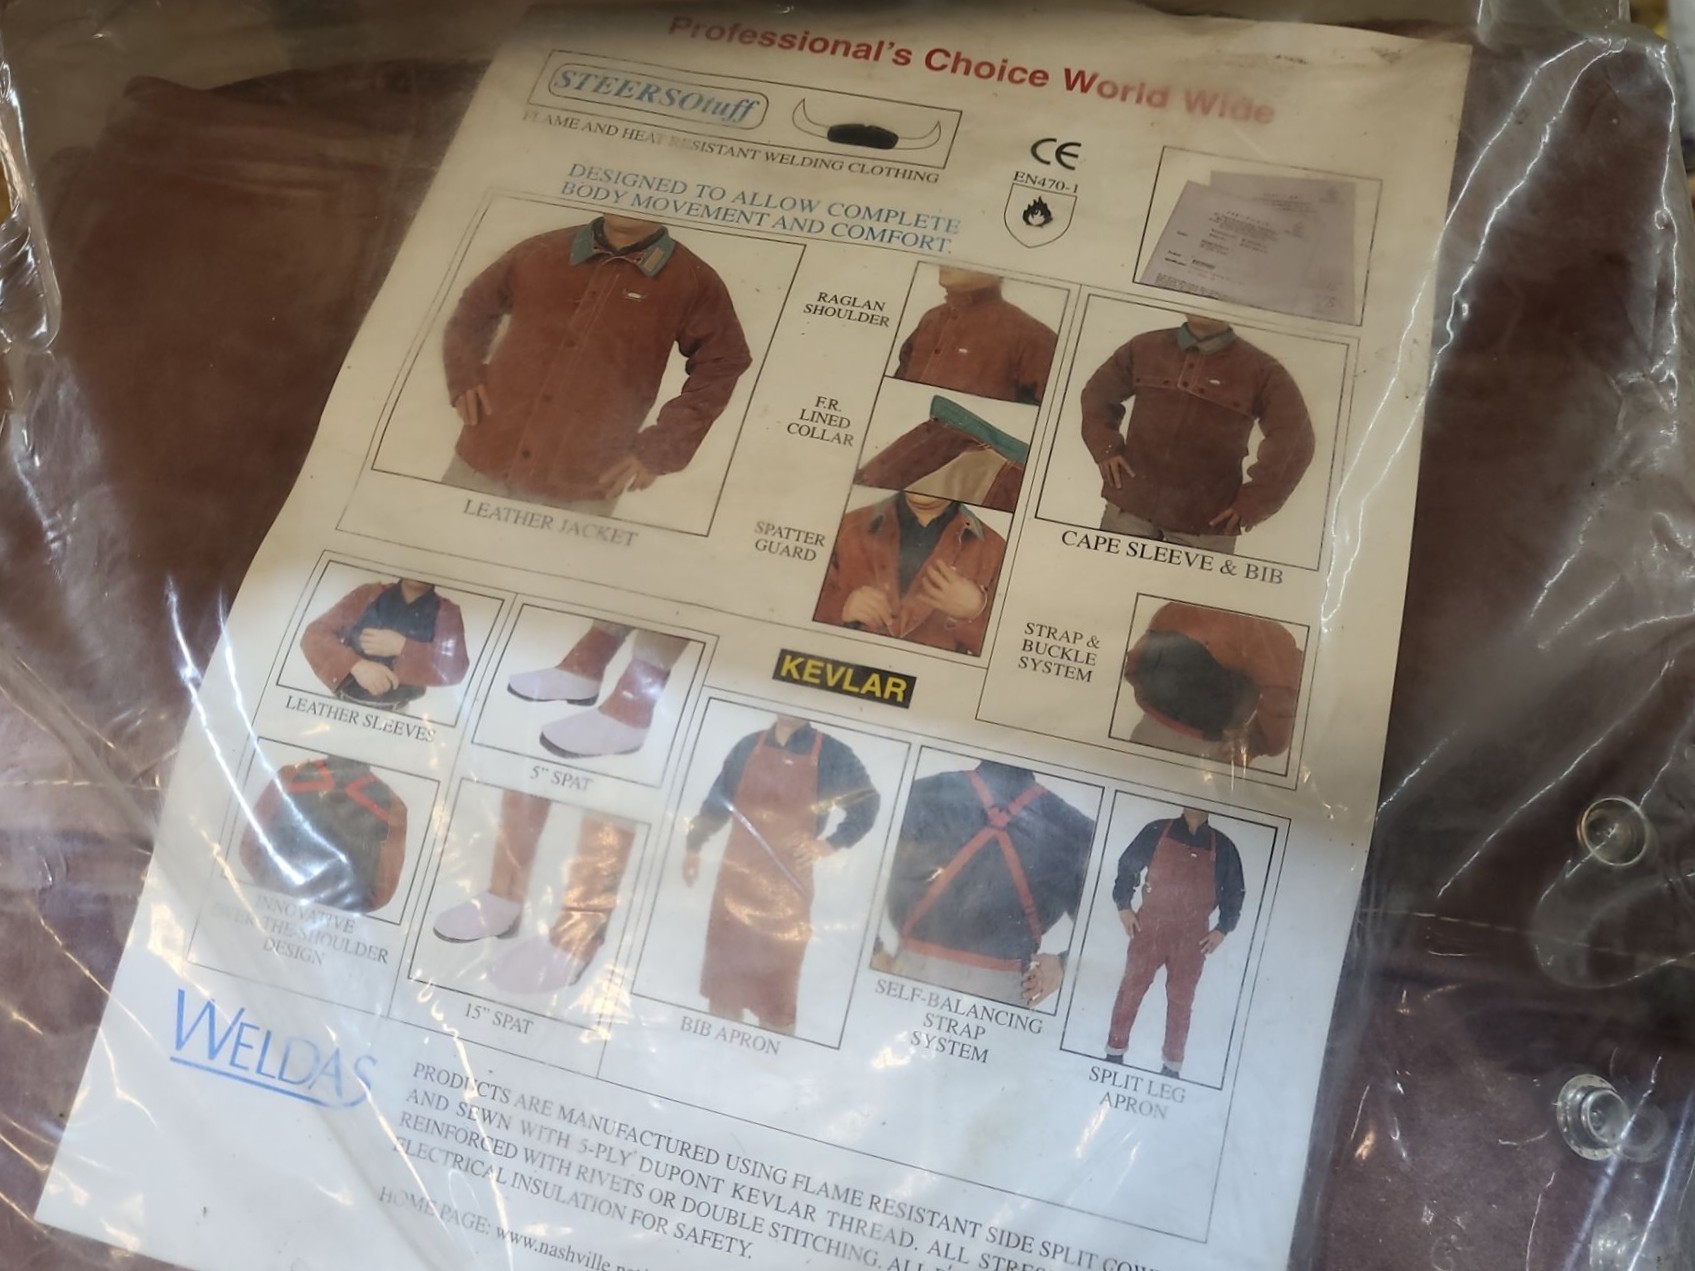 Professional's Choice World Wide
STEERSOtuff
FLAME AND HEAT RESISTANT WELDING CLOTHING
CE
EN470-1
DESIGNED TO ALLOW COMPLETE
BODY MOVEMENT AND COMFORT.
RAGLAN
SHOULDER
F.R.
LINED
COLLAR
SPATTER
GUARD
LEATHER JACKET
CAPE SLEEVE & BIB
STRAP &
BUCKLE
SYSTEM
KEVLAR
LEATHER SLEEVES
5" SPAT
INNOVATIVE
OVER-THE-SHOULDER
DESIGN
15" SPAT
BIB APRON
SELF-BALANCING
STRAP
SYSTEM
SPLIT LEG
APRON
WELDAS
PRODUCTS ARE MANUFACTURED USING FLAME RESISTANT SIDE SPLIT
AND SEWN WITH 5-PLY DUPONT KEVLAR THREAD. ALL
REINFORCED WITH RIVETS OR DOUBLE STITCHING. ALL
ELECTRICAL INSULATION FOR SAFETY.
HOME PAGE: www.nashville